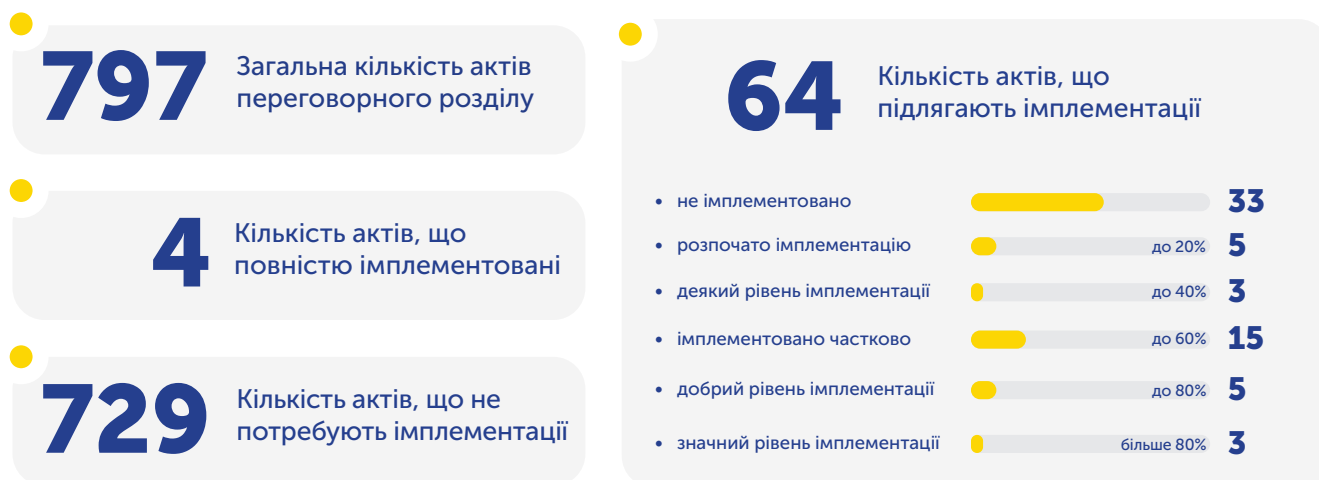 797
Загальна кількість актів
переговорного розділу
4
Кількість актів, що
повністю імплементовані
729
Кількість актів, що не
потребують імплементації
64
Кількість актів, що
підлягають імплементації
• не імплементовано 33
• розпочато імплементацію до 20% 5
• деякий рівень імплементації до 40% 3
• імплементовано частково до 60% 15
• добрий рівень імплементації до 80% 5
• значний рівень імплементації більше 80% 3